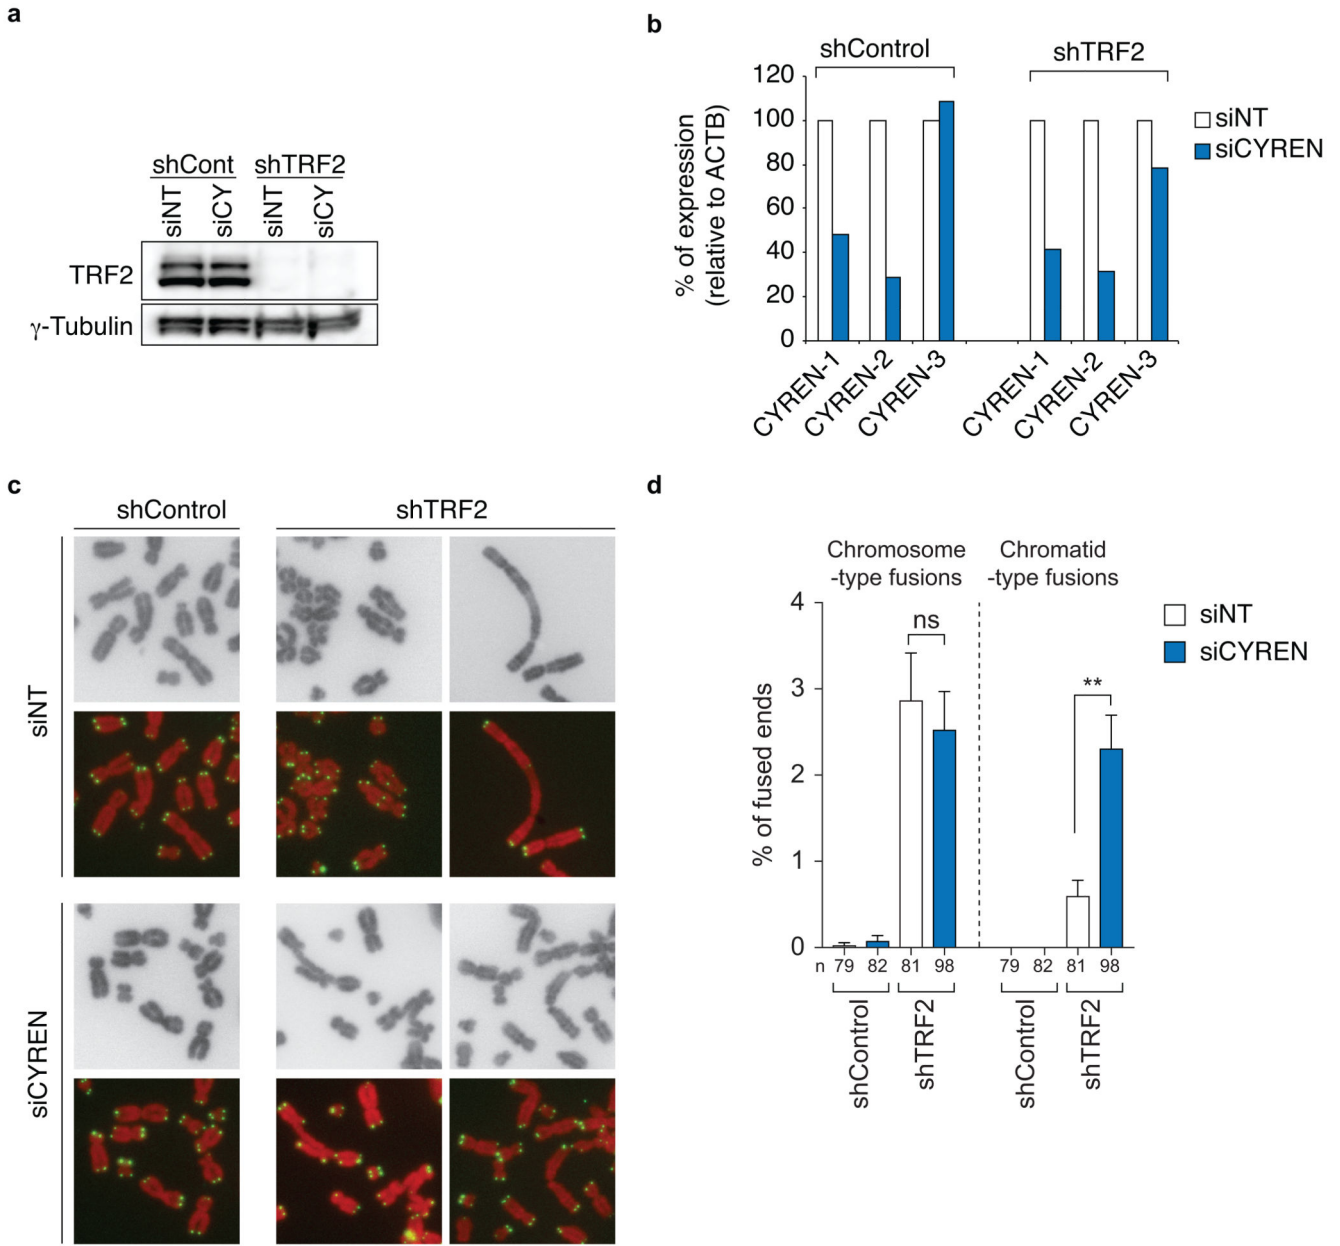 a
shCont shTRF2
siNT
siCY
siNT
siCY
TRF2
γ-Tubulin
b
shControl
shTRF2
% of expression
(relative to ACTB)
120
100
80
60
40
20
0
CYREN-1
CYREN-2
CYREN-3
CYREN-1
CYREN-2
CYREN-3
siNT
siCYREN
c
shControl
shTRF2
siNT
siCYREN
d
Chromosome
-type fusions
Chromatid
-type fusions
% of fused ends
4
3
2
1
0
ns
**
siNT
siCYREN
n 79 82 81 98 79 82 81 98
shControl
shTRF2
shControl
shTRF2